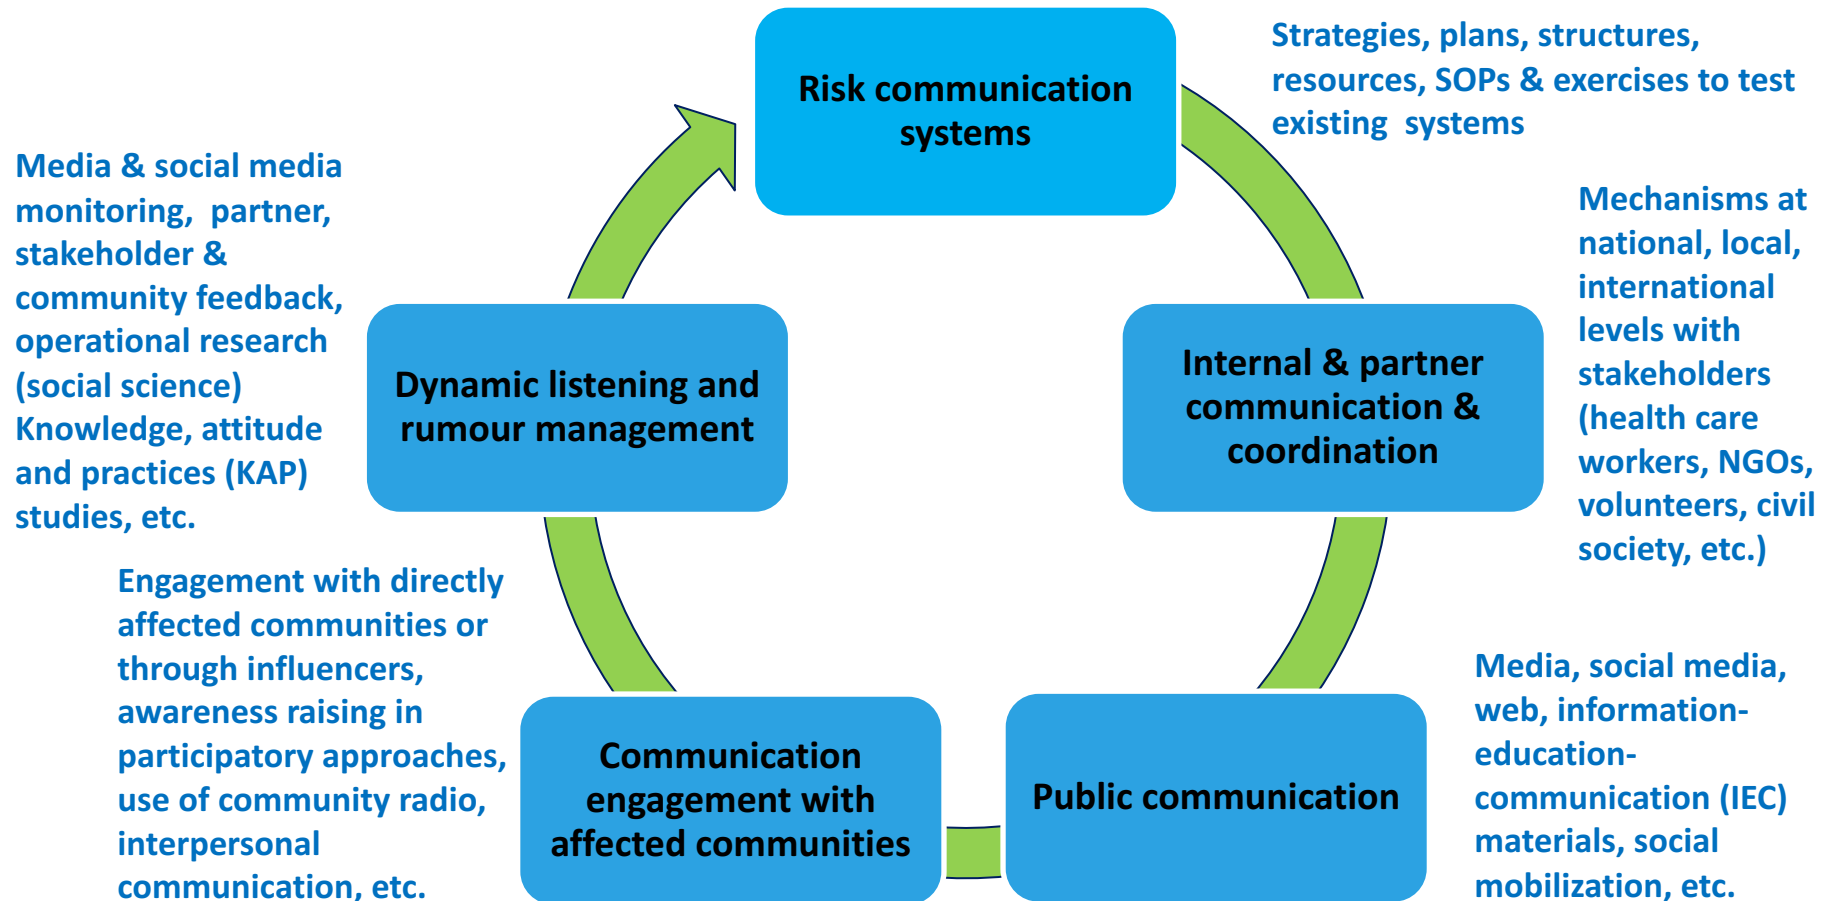 Risk communication
systems
Strategies, plans, structures,
resources, SOPs & exercises to test
existing systems
Internal & partner
communication &
coordination
Mechanisms at
national, local,
international
levels with
stakeholders
(health care
workers, NGOs,
volunteers, civil
society, etc.)
Public communication
Media, social media,
web, information-
education-
communication (IEC)
materials, social
mobilization, etc.
Communication
engagement with
affected communities
Engagement with directly
affected communities or
through influencers,
awareness raising in
participatory approaches,
use of community radio,
interpersonal
communication, etc.
Dynamic listening and
rumour management
Media & social media
monitoring, partner,
stakeholder &
community feedback,
operational research
(social science)
Knowledge, attitude
and practices (KAP)
studies, etc.